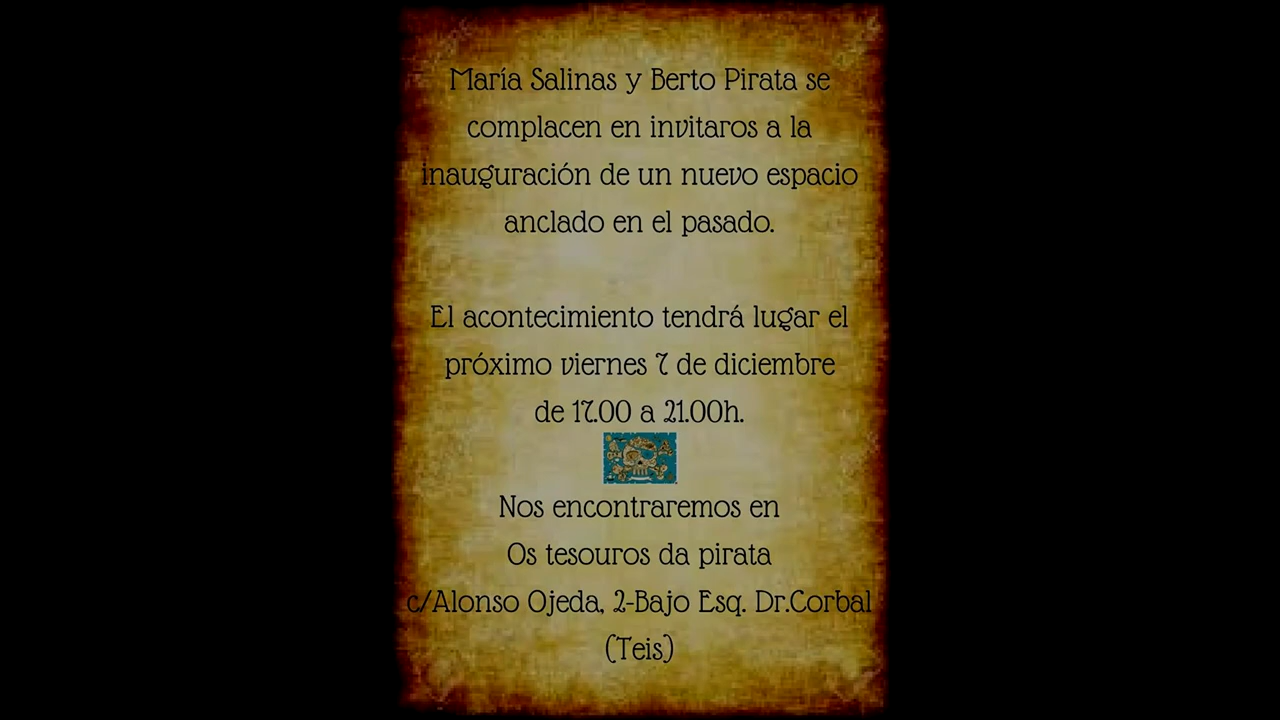 María Salinas y Berto Pirata se
complacen en invitaros a la
inauguración de un nuevo espacio
anclado en el pasado.
El acontecimiento tendrá lugar el
próximo viernes 7 de diciembre
de 17.00 a 21.00h.
Nos encontraremos en
Os tesouros da pirata
c/Alonso Ojeda, 2-Bajo Esq. Dr.Corbal
(Teis)